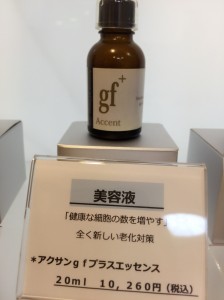 gf+
Accent
美容液
「健康な細胞の数を増やす」
全く新しい老化対策
*アクサンgfプラスエッセンス
20ml 10,260円(税込)